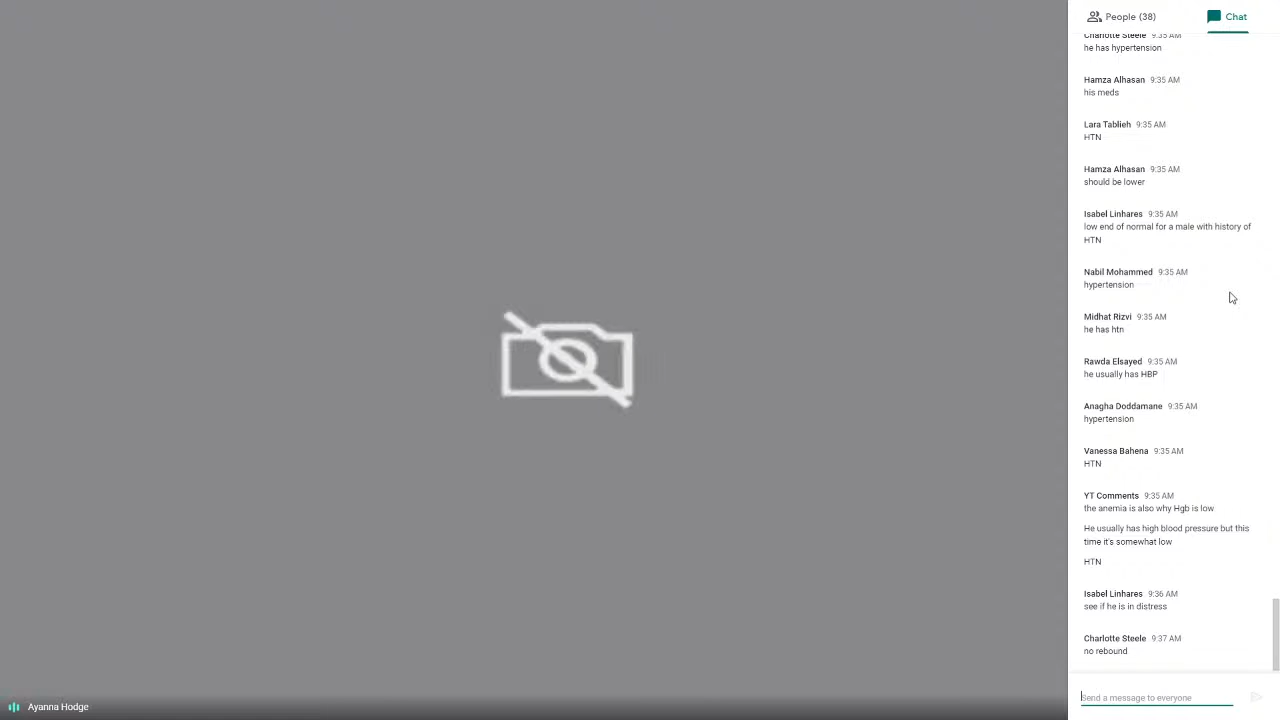 People (38)
Chat
Charlotte Steele 9:35 AM
he has hypertension
Hamza Alhasan 9:35 AM
his meds
Lara Tablieh 9:35 AM
HTN
Hamza Alhasan 9:35 AM
should be lower
Isabel Linhares 9:35 AM
low end of normal for a male with history of
HTN
Nabil Mohammed 9:35 AM
hypertension
Midhat Rizvi 9:35 AM
he has htn
Rawda Elsayed 9:35 AM
he usually has HBP
Anagha Doddamane 9:35 AM
hypertension
Vanessa Bahena 9:35 AM
HTN
YT Comments 9:35 AM
the anemia is also why Hgb is low
He usually has high blood pressure but this
time it's somewhat low
HTN
Isabel Linhares 9:36 AM
see if he is in distress
Charlotte Steele 9:37 AM
no rebound
Send a message to everyone
Ayanna Hodge